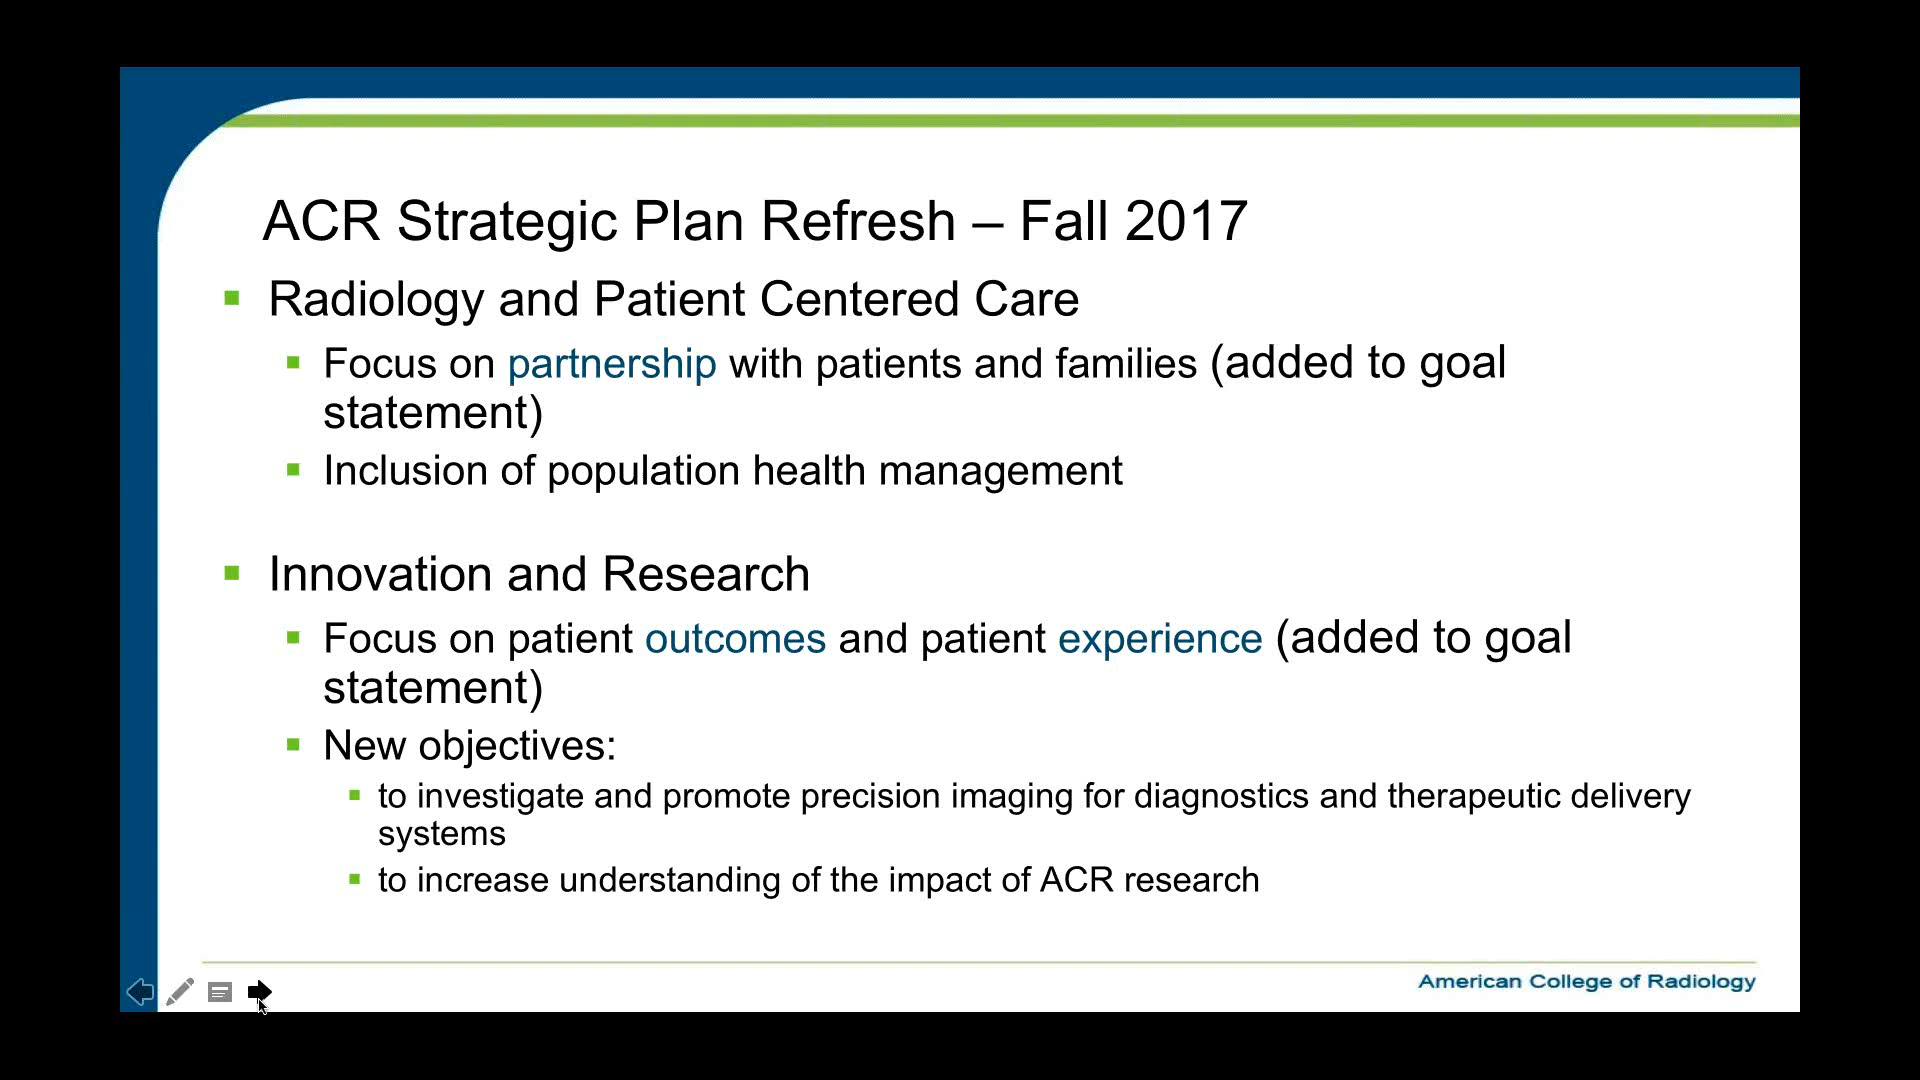 ACR Strategic Plan Refresh – Fall 2017
Radiology and Patient Centered Care
Focus on partnership with patients and families (added to goal
statement)
Inclusion of population health management
Innovation and Research
Focus on patient outcomes and patient experience (added to goal
statement)
New objectives:
to investigate and promote precision imaging for diagnostics and therapeutic delivery
systems
to increase understanding of the impact of ACR research
American College of Radiology